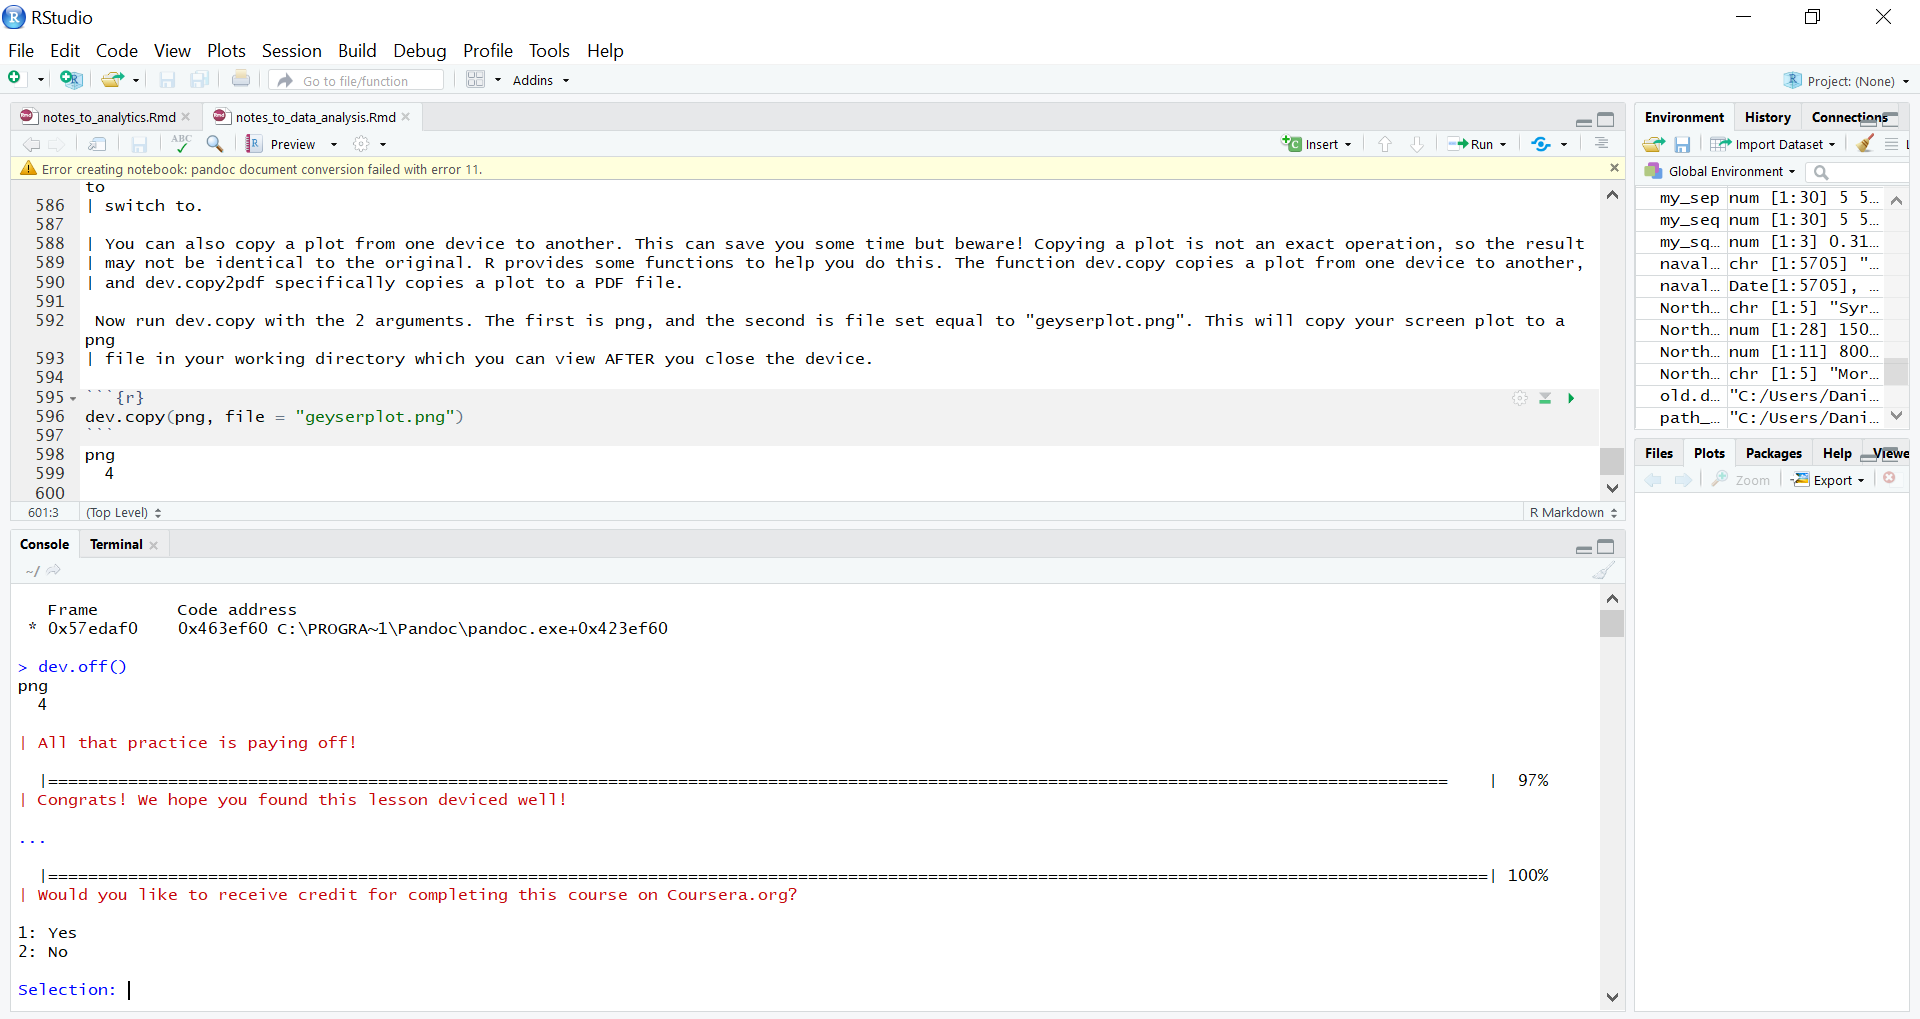 RStudio
File Edit Code View Plots Session Build Debug Profile Tools Help
Go to file/function Addins Project: (None)
notes_to_analytics.Rmd notes_to_data_analysis.Rmd
ABC Preview Insert Run
Error creating notebook: pandoc document conversion failed with error 11.
to
586 | switch to.
587
588 | You can also copy a plot from one device to another. This can save you some time but beware! Copying a plot is not an exact operation, so the result
589 | may not be identical to the original. R provides some functions to help you do this. The function dev.copy copies a plot from one device to another,
590 | and dev.copy2pdf specifically copies a plot to a PDF file.
591
592 Now run dev.copy with the 2 arguments. The first is png, and the second is file set equal to "geyserplot.png". This will copy your screen plot to a
png
593 | file in your working directory which you can view AFTER you close the device.
594
595 ```{r}
596 dev.copy(png, file = "geyserplot.png")
597 ```
598 png
599 4
600
601:3 (Top Level) R Markdown
Console Terminal
~/
Frame Code address
* 0x57edaf0 0x463ef60 C:\PROGRA~1\Pandoc\pandoc.exe+0x423ef60
> dev.off()
png
4
| All that practice is paying off!
|============================================================================================================================================ | 97%
| Congrats! We hope you found this lesson deviced well!
...
|================================================================================================================================================| 100%
| Would you like to receive credit for completing this course on Coursera.org?
1: Yes
2: No
Selection:
Environment History Connections
Import Dataset
Global Environment
my_sep num [1:30] 5 5…
my_seq num [1:30] 5 5…
my_sq… num [1:3] 0.31…
naval… chr [1:5705] "…
naval… Date[1:5705], …
North… chr [1:5] "Syr…
North… num [1:28] 150…
North… num [1:11] 800…
North… chr [1:5] "Mor…
old.d… "C:/Users/Dani…
path_… "C:/Users/Dani…
Files Plots Packages Help Viewe
Zoom Export